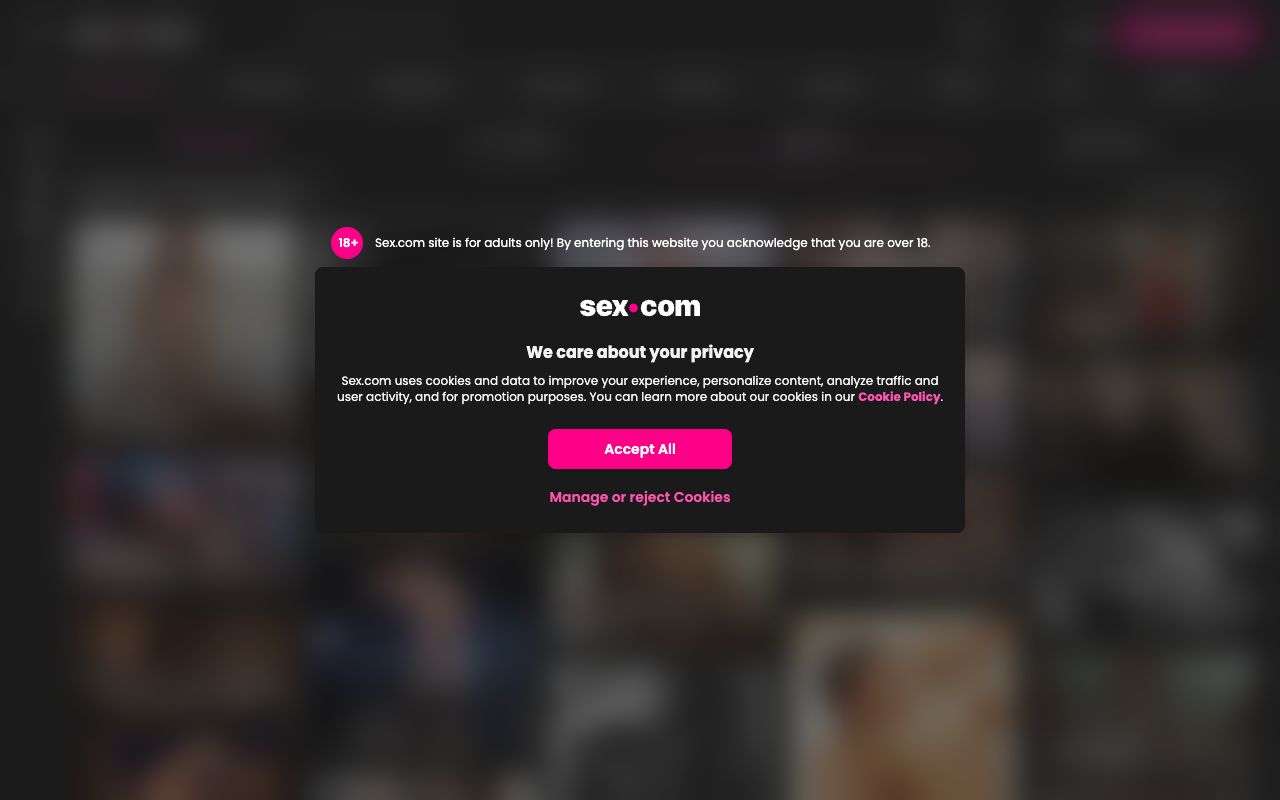 18+
Sex.com site is for adults only! By entering this website you acknowledge that you are over 18.
sex•com
We care about your privacy
Sex.com uses cookies and data to improve your experience, personalize content, analyze traffic and
user activity, and for promotion purposes. You can learn more about our cookies in our Cookie Policy.
Accept All
Manage or reject Cookies